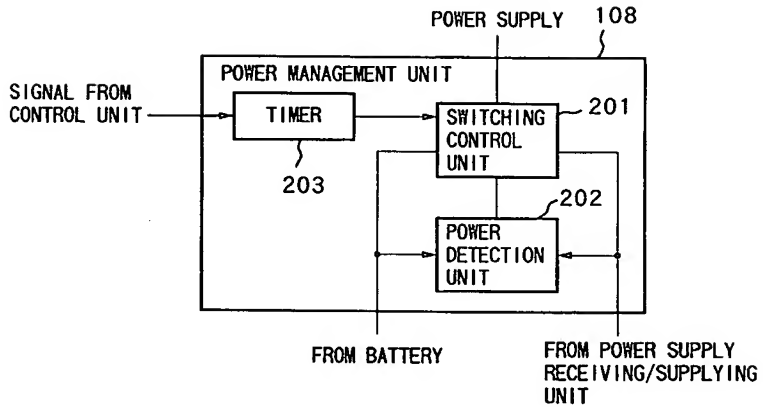 POWER SUPPLY
108
POWER MANAGEMENT UNIT
SIGNAL FROM
CONTROL UNIT
TIMER
203
SWITCHING
CONTROL
UNIT
201
202
POWER
DETECTION
UNIT
FROM BATTERY
FROM POWER SUPPLY
RECEIVING/SUPPLYING
UNIT